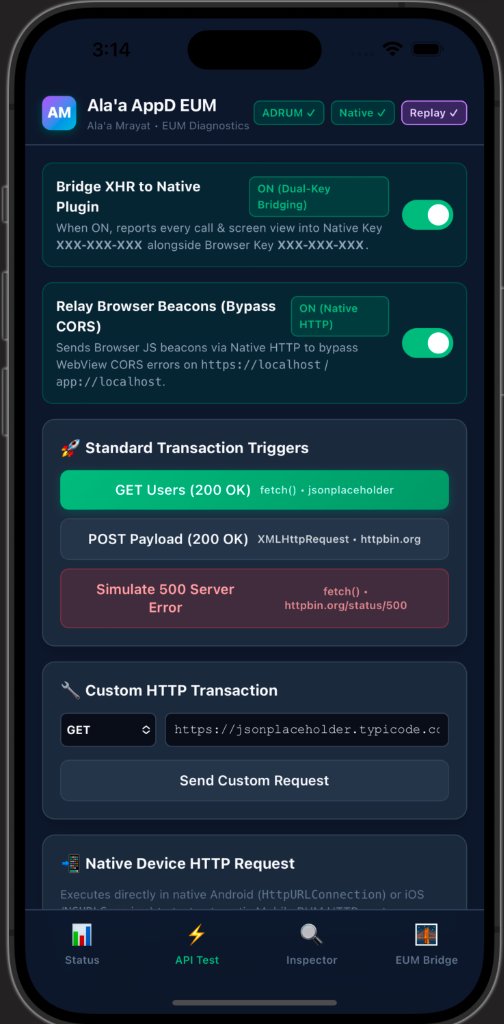 3:14
AM
Ala'a AppD EUM
Ala'a Mrayat • EUM Diagnostics
ADRUM ✓
Native ✓
Replay ✓
Bridge XHR to Native
Plugin
ON (Dual-Key
Bridging)
When ON, reports every call & screen view into Native Key
XXX-XXX-XXX alongside Browser Key XXX-XXX-XXX.
Relay Browser Beacons (Bypass
CORS)
ON (Native
HTTP)
Sends Browser JS beacons via Native HTTP to bypass
WebView CORS errors on https://localhost /
app://localhost.
🚀 Standard Transaction Triggers
GET Users (200 OK) fetch() • jsonplaceholder
POST Payload (200 OK) XMLHttpRequest • httpbin.org
Simulate 500 Server
Error
fetch() •
httpbin.org/status/500
🔧 Custom HTTP Transaction
GET
https://jsonplaceholder.typicode.cc
Send Custom Request
📲 Native Device HTTP Request
Executes directly in native Android (HttpURLConnection) or iOS
Status
API Test
Inspector
EUM Bridge